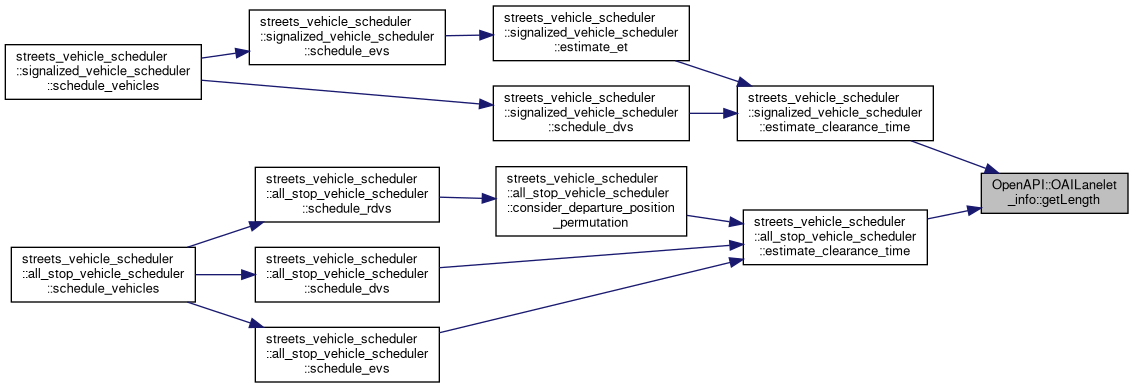 streets_vehicle_scheduler
::signalized_vehicle_scheduler
::schedule_vehicles
streets_vehicle_scheduler
::signalized_vehicle_scheduler
::schedule_evs
streets_vehicle_scheduler
::signalized_vehicle_scheduler
::estimate_et
streets_vehicle_scheduler
::signalized_vehicle_scheduler
::schedule_dvs
streets_vehicle_scheduler
::signalized_vehicle_scheduler
::estimate_clearance_time
OpenAPI::OAILanelet
_info::getLength
streets_vehicle_scheduler
::all_stop_vehicle_scheduler
::schedule_rdvs
streets_vehicle_scheduler
::all_stop_vehicle_scheduler
::consider_departure_position
_permutation
streets_vehicle_scheduler
::all_stop_vehicle_scheduler
::estimate_clearance_time
streets_vehicle_scheduler
::all_stop_vehicle_scheduler
::schedule_vehicles
streets_vehicle_scheduler
::all_stop_vehicle_scheduler
::schedule_dvs
streets_vehicle_scheduler
::all_stop_vehicle_scheduler
::schedule_evs